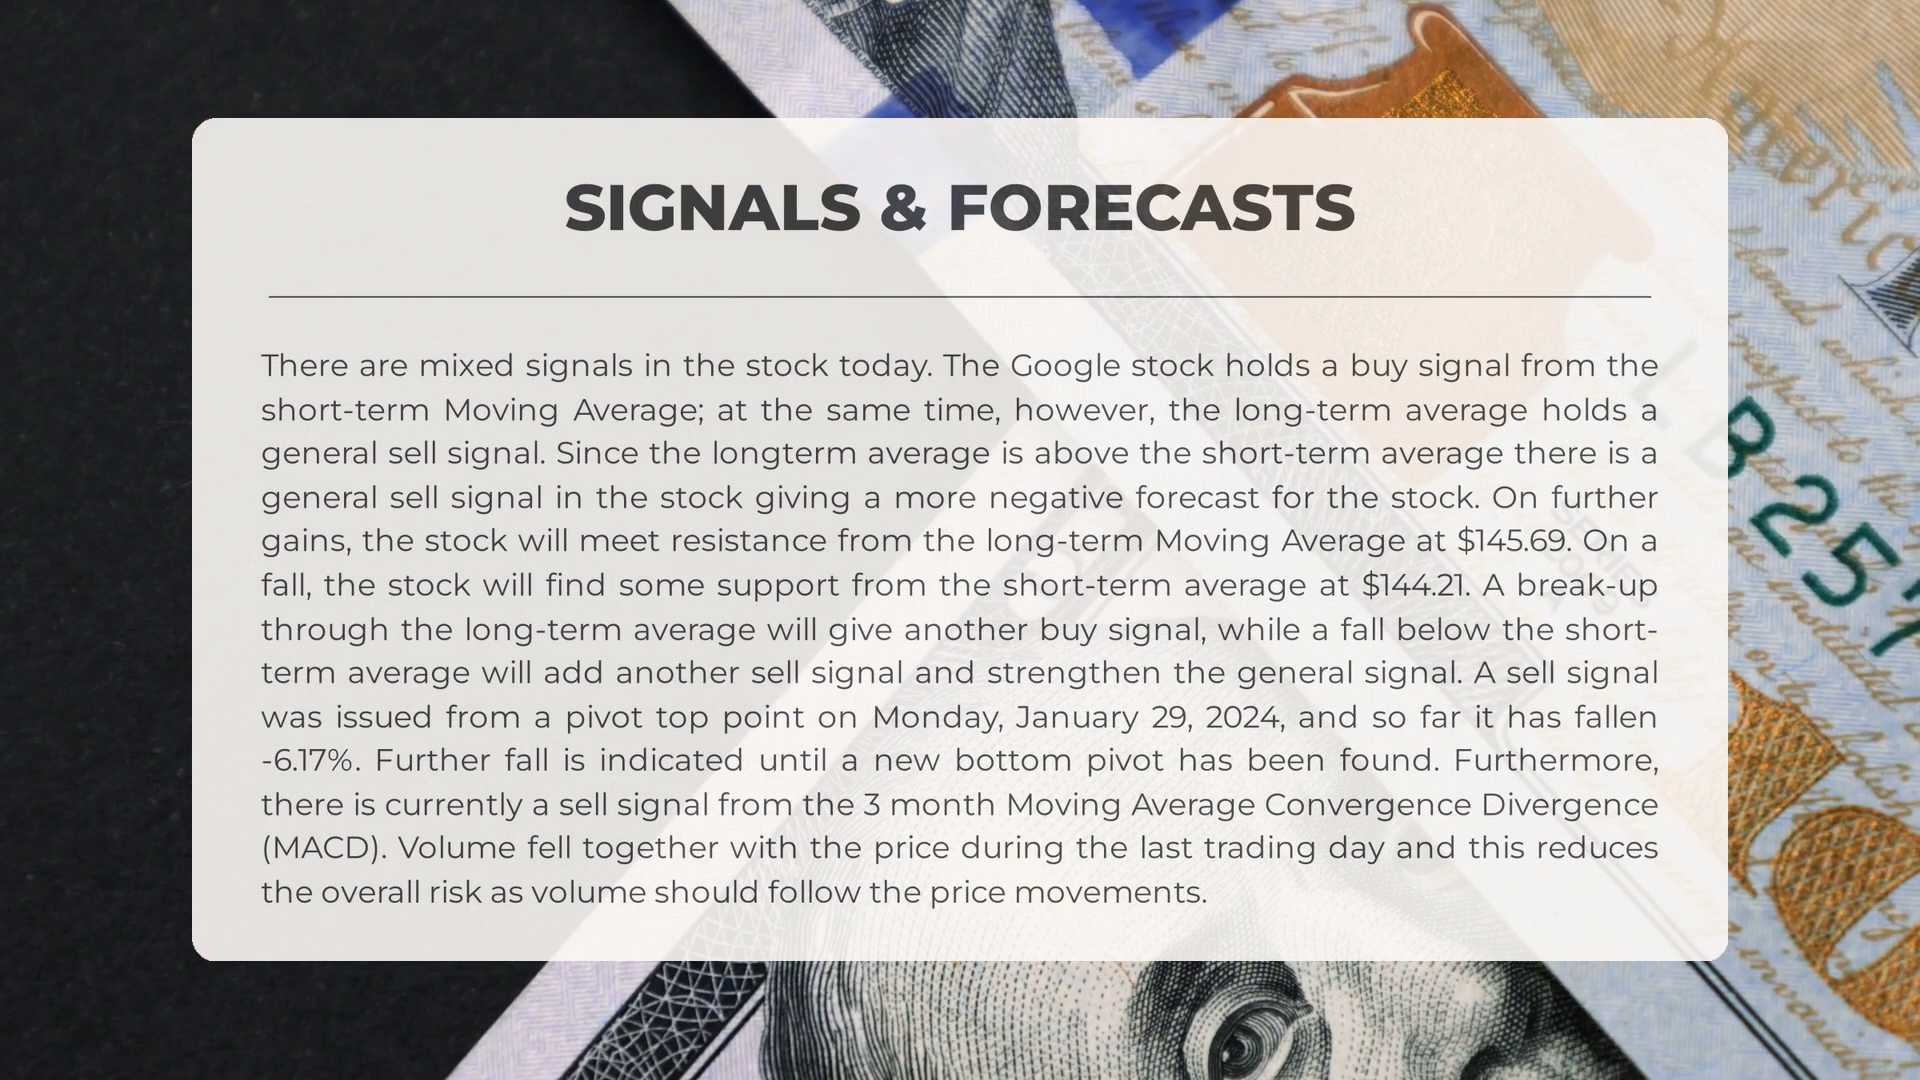 SIGNALS & FORECASTS
There are mixed signals in the stock today. The Google stock holds a buy signal from the
short-term Moving Average; at the same time, however, the long-term average holds a
general sell signal. Since the longterm average is above the short-term average there is a
general sell signal in the stock giving a more negative forecast for the stock. On further
gains, the stock will meet resistance from the long-term Moving Average at $145.69. On a
fall, the stock will find some support from the short-term average at $144.21. A break-up
through the long-term average will give another buy signal, while a fall below the short-
term average will add another sell signal and strengthen the general signal. A sell signal
was issued from a pivot top point on Monday, January 29, 2024, and so far it has fallen
-6.17%. Further fall is indicated until a new bottom pivot has been found. Furthermore,
there is currently a sell signal from the 3 month Moving Average Convergence Divergence
(MACD). Volume fell together with the price during the last trading day and this reduces
the overall risk as volume should follow the price movements.